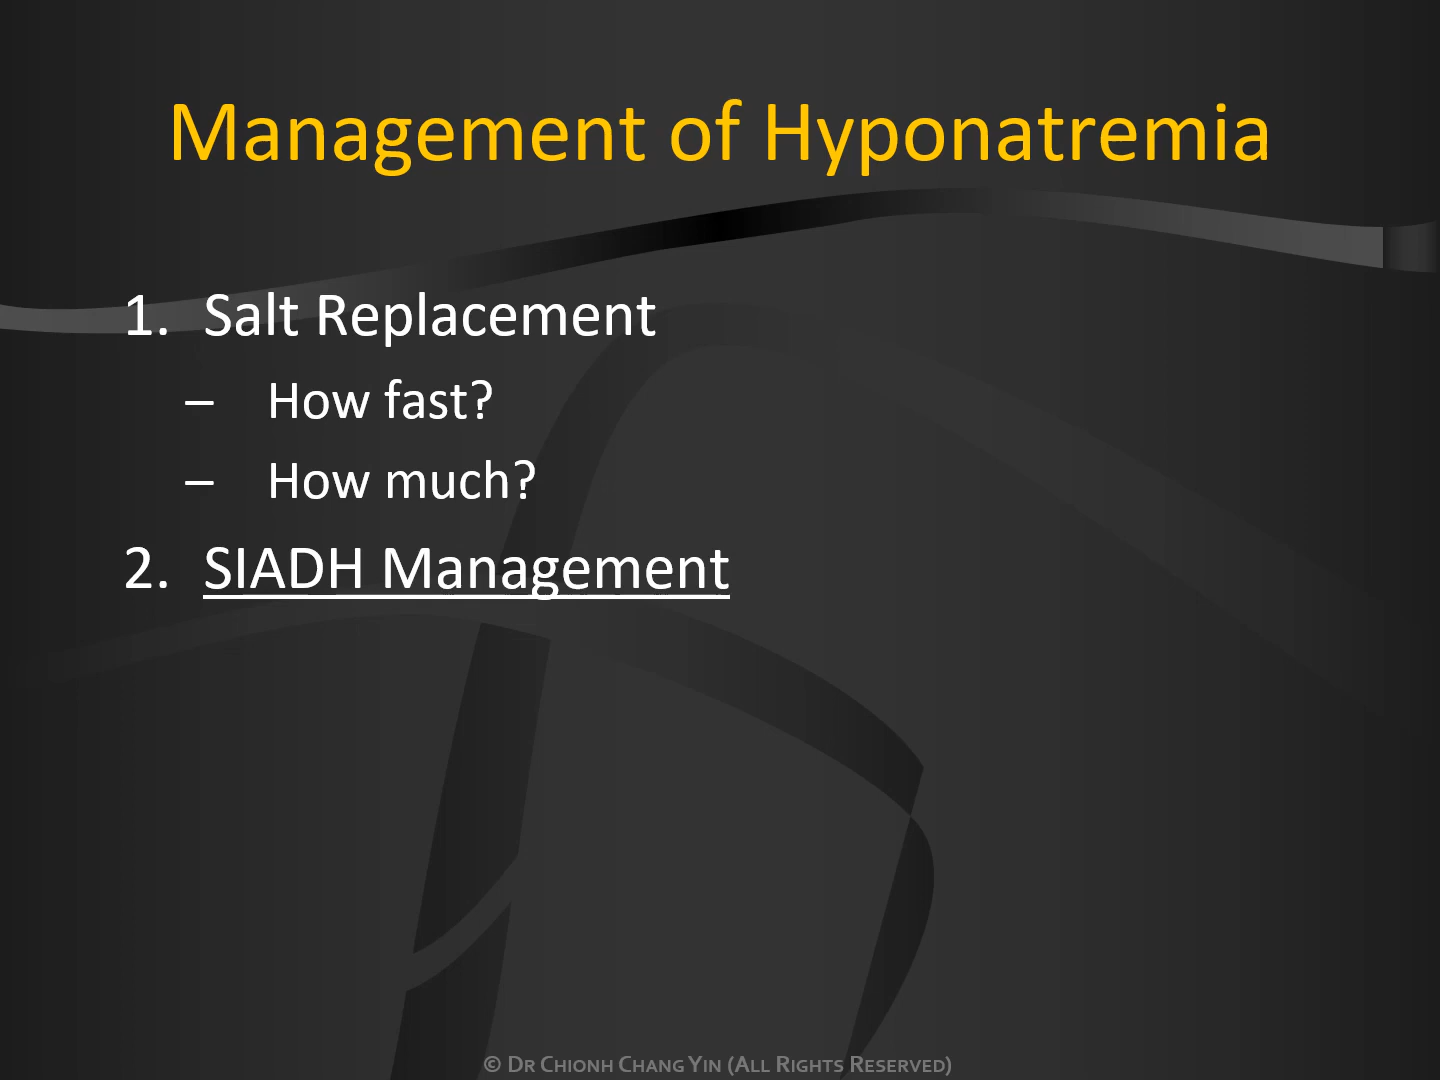 Management of Hyponatremia
1. Salt Replacement
– How fast?
– How much?
2. SIADH Management
© DR CHIONH CHANG YIN (ALL RIGHTS RESERVED)